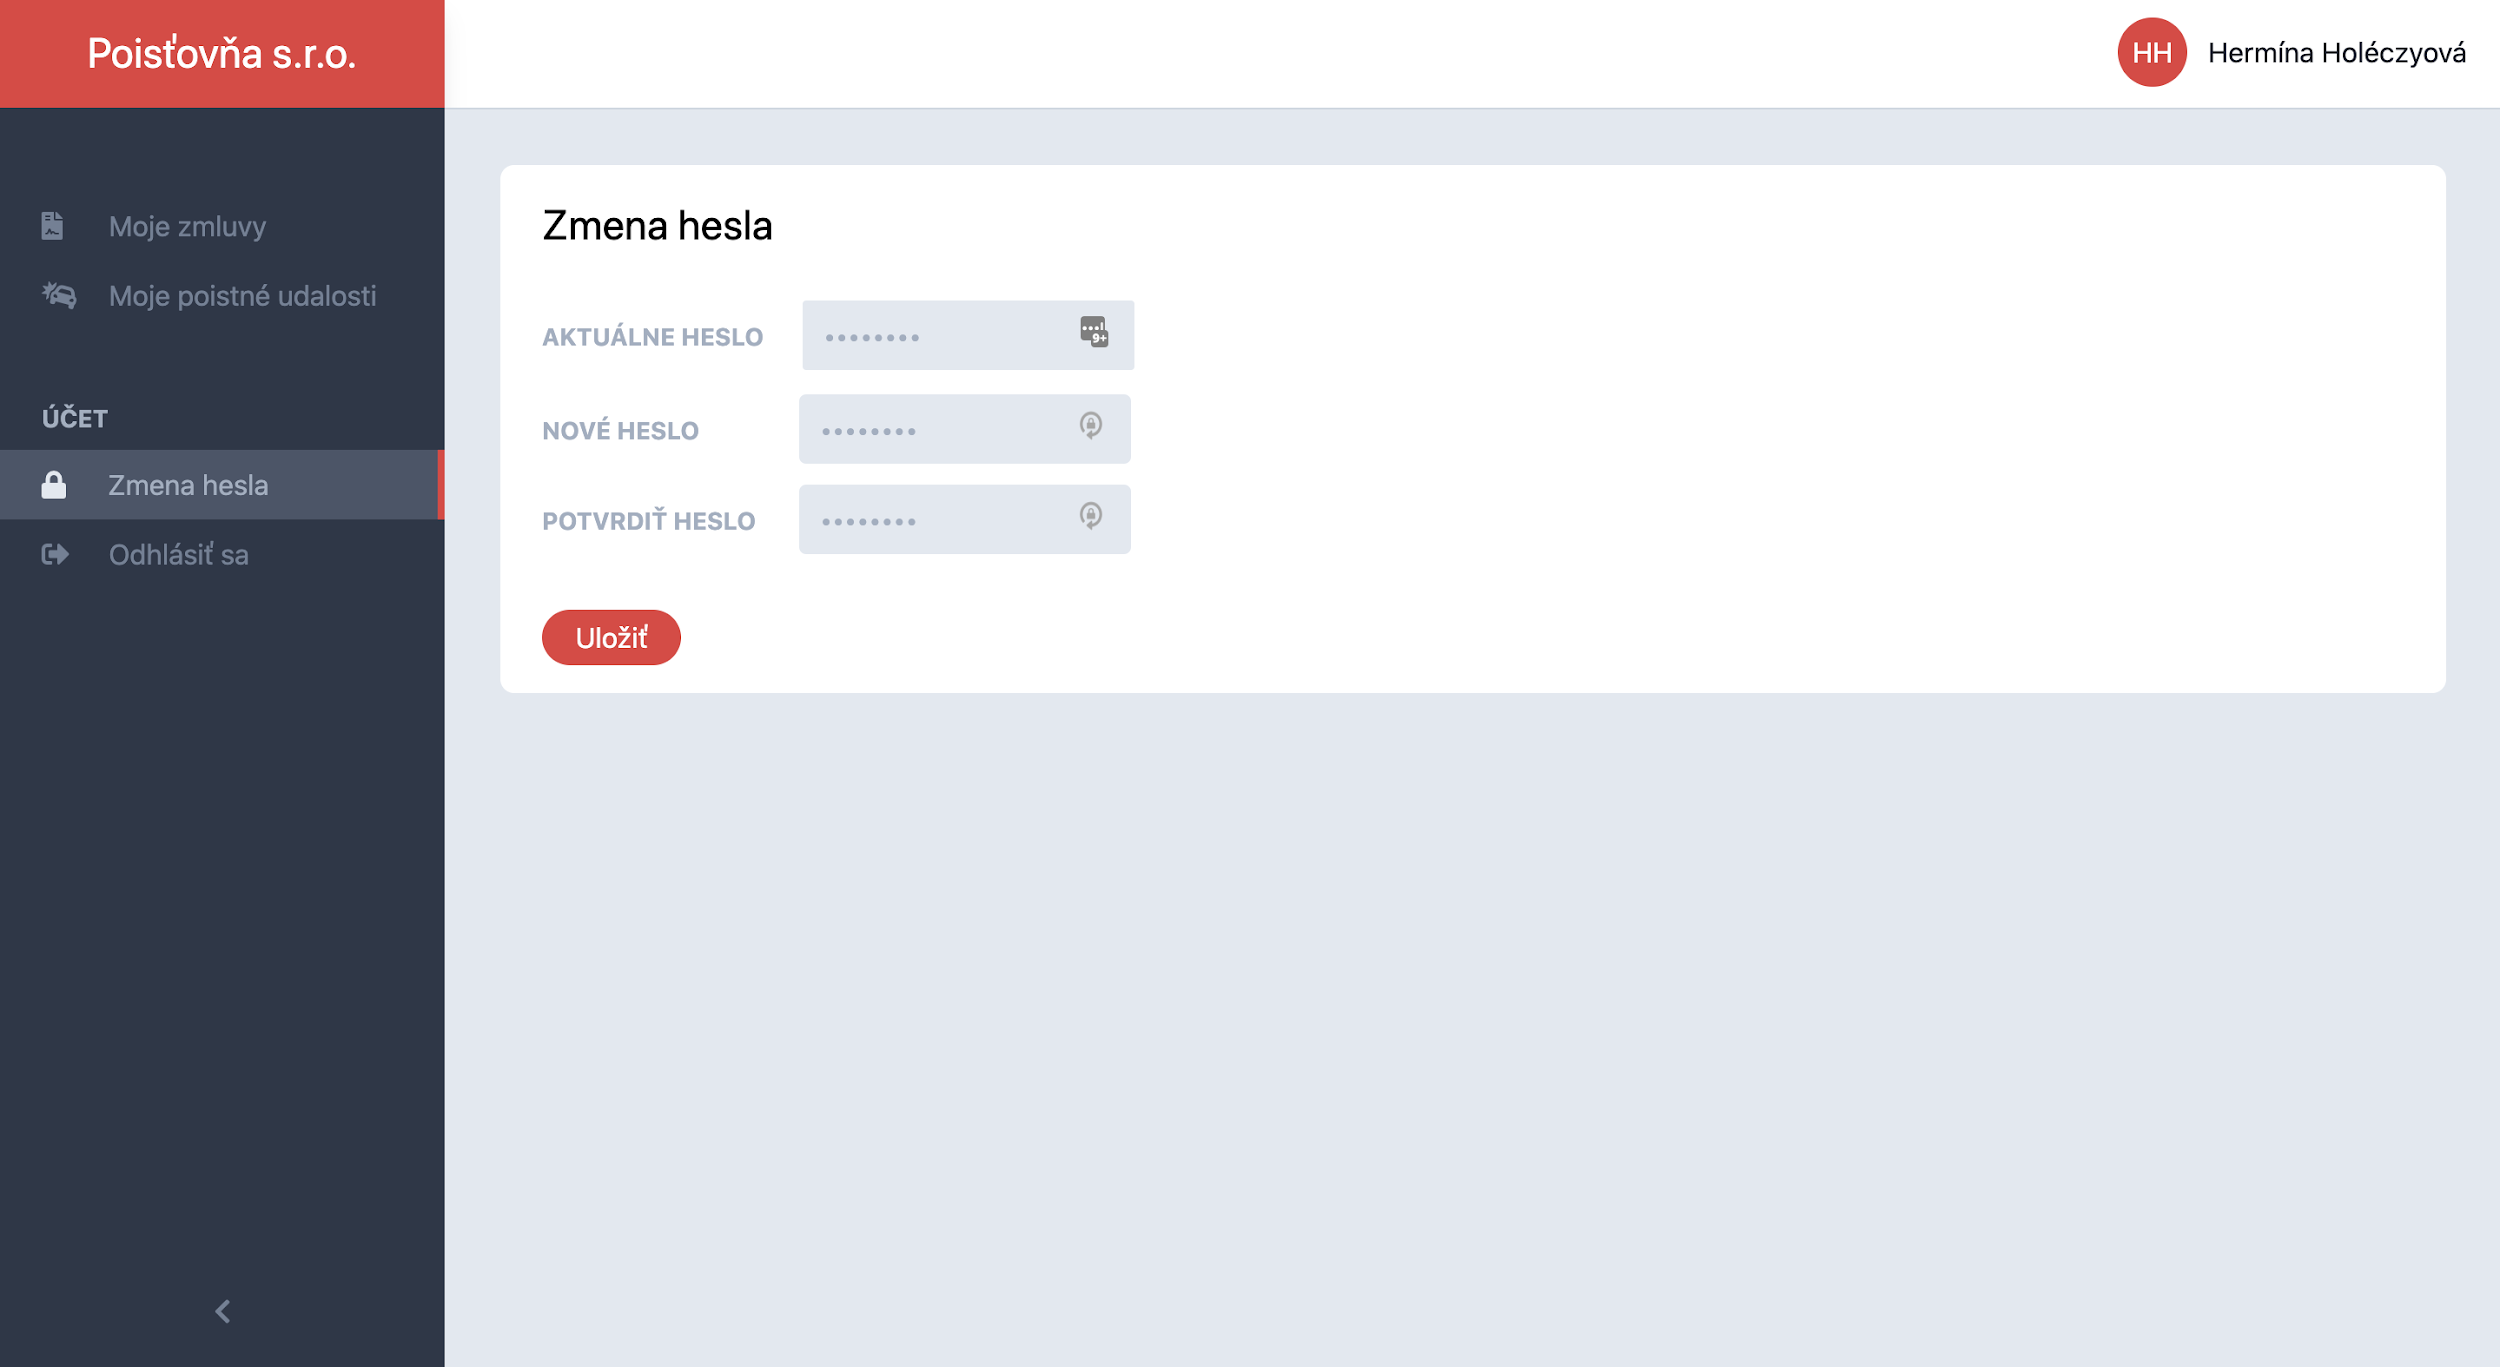 Poisťovňa s.r.o.
HH Hermína Holéczyová
Moje zmluvy
Moje poistné udalosti
ÚČET
Zmena hesla
Odhlásiť sa
Zmena hesla
AKTUÁLNE HESLO •••••••• 9+
NOVÉ HESLO ••••••••
POTVRDIŤ HESLO ••••••••
Uložiť